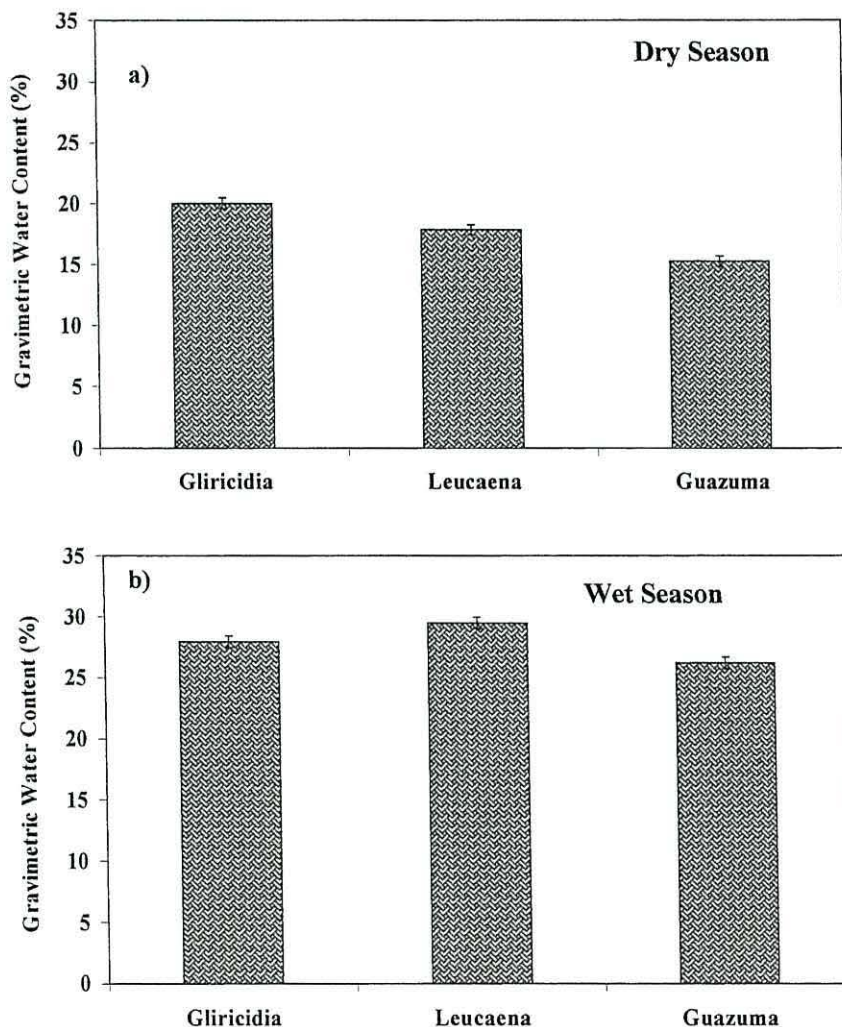 Gravimetric Water Content (%)
35
30
25
20
15
10
5
0
a)
Dry Season
Gliricidia Leucaena Guazuma
Gravimetric Water Content (%)
35
30
25
20
15
10
5
0
b)
Wet Season
Gliricidia Leucaena Guazuma